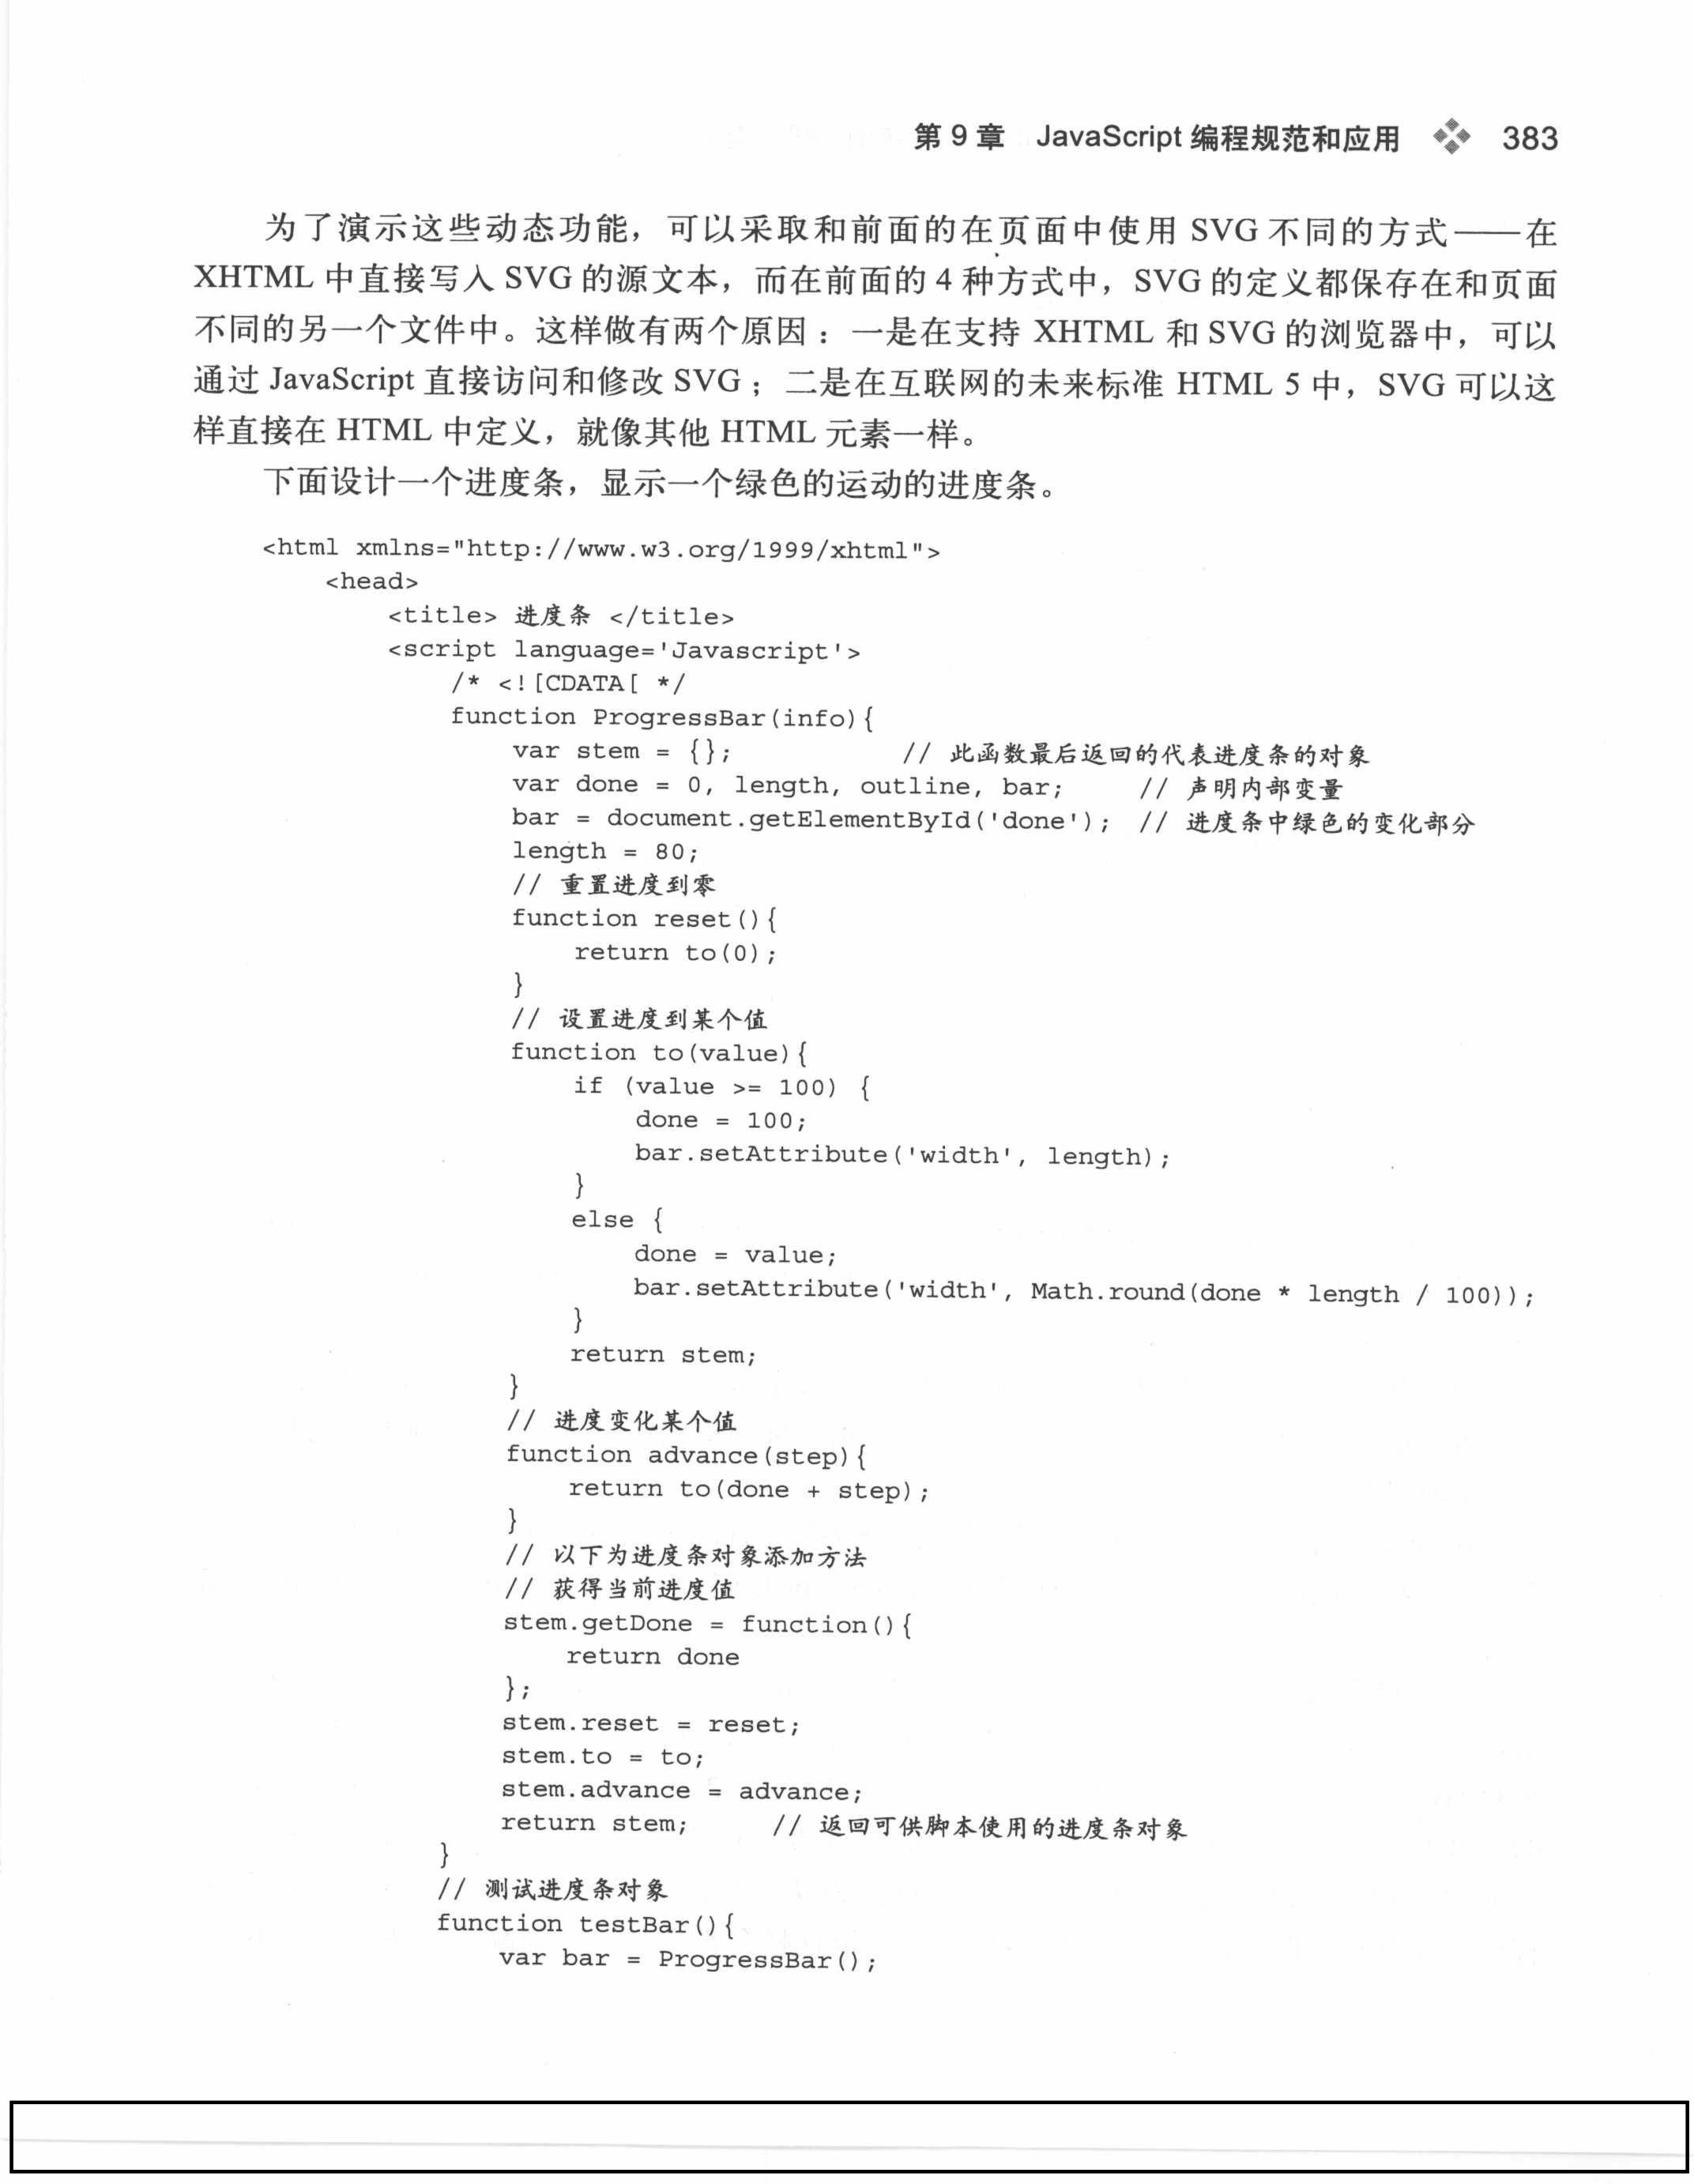 第 9 章 JavaScript 编程规范和应用 383
为了演示这些动态功能，可以采取和前面的在页面中使用 SVG 不同的方式——在
XHTML 中直接写入 SVG 的源文本，而在前面的 4 种方式中，SVG 的定义都保存在和页面
不同的另一个文件中。这样做有两个原因：一是在支持 XHTML 和 SVG 的浏览器中，可以
通过 JavaScript 直接访问和修改 SVG；二是在互联网的未来标准 HTML 5 中，SVG 可以这
样直接在 HTML 中定义，就像其他 HTML 元素一样。
下面设计一个进度条，显示一个绿色的运动的进度条。
<html xmlns="http://www.w3.org/1999/xhtml">
<head>
<title> 进度条 </title>
<script language='Javascript'>
/* <![CDATA[ */
function ProgressBar(info){
var stem = {}; // 此函数最后返回的代表进度条的对象
var done = 0, length, outline, bar; // 声明内部变量
bar = document.getElementById('done'); // 进度条中绿色的变化部分
length = 80;
// 重置进度到零
function reset(){
return to(0);
}
// 设置进度到某个值
function to(value){
if (value >= 100) {
done = 100;
bar.setAttribute('width', length);
}
else {
done = value;
bar.setAttribute('width', Math.round(done * length / 100));
}
return stem;
}
// 进度变化某个值
function advance(step){
return to(done + step);
}
// 以下为进度条对象添加方法
// 获得当前进度值
stem.getDone = function(){
return done
};
stem.reset = reset;
stem.to = to;
stem.advance = advance;
return stem; // 返回可供脚本使用的进度条对象
}
// 测试进度条对象
function testBar(){
var bar = ProgressBar();